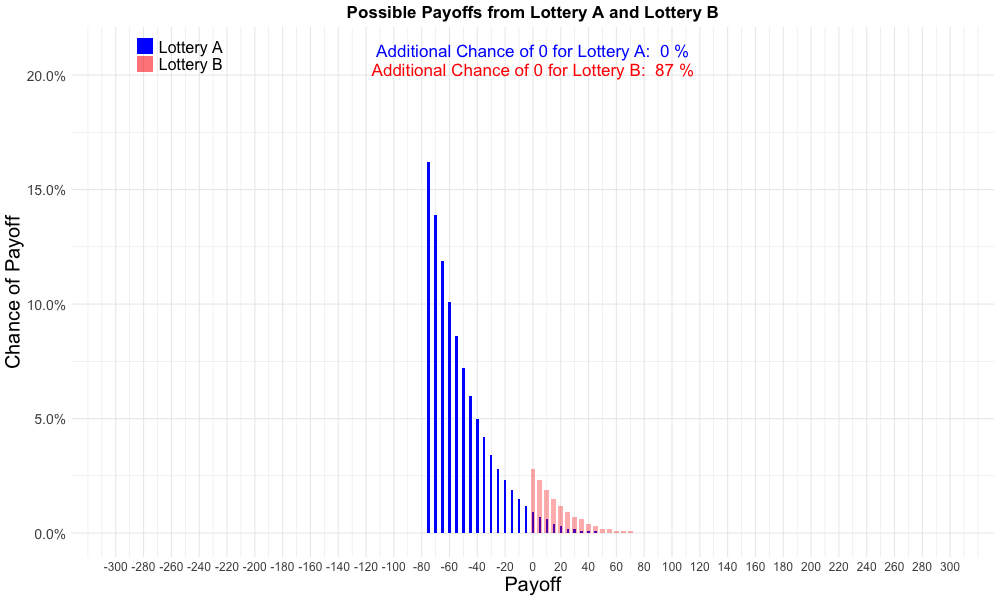 Possible Payoffs from Lottery A and Lottery B
Lottery A
Lottery B
Additional Chance of 0 for Lottery A:  0 %
Additional Chance of 0 for Lottery B:  87 %
Chance of Payoff
20.0%
15.0%
10.0%
5.0%
0.0%
-300 -280 -260 -240 -220 -200 -180 -160 -140 -120 -100 -80 -60 -40 -20 0 20 40 60 80 100 120 140 160 180 200 220 240 260 280 300
Payoff